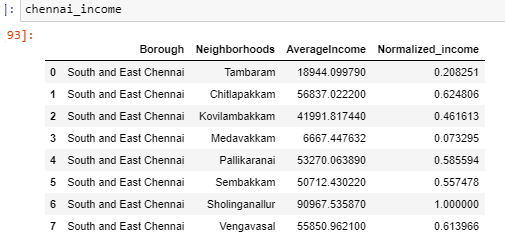 ]: chennai_income
93]:
Borough Neighborhoods AverageIncome Normalized_income
0 South and East Chennai Tambaram 18944.099790 0.208251
1 South and East Chennai Chitlapakkam 56837.022200 0.624806
2 South and East Chennai Kovilambakkam 41991.817440 0.461613
3 South and East Chennai Medavakkam 6667.447632 0.073295
4 South and East Chennai Pallikaranai 53270.063890 0.585594
5 South and East Chennai Sembakkam 50712.430220 0.557478
6 South and East Chennai Sholinganallur 90967.535870 1.000000
7 South and East Chennai Vengavasal 55850.962100 0.613966